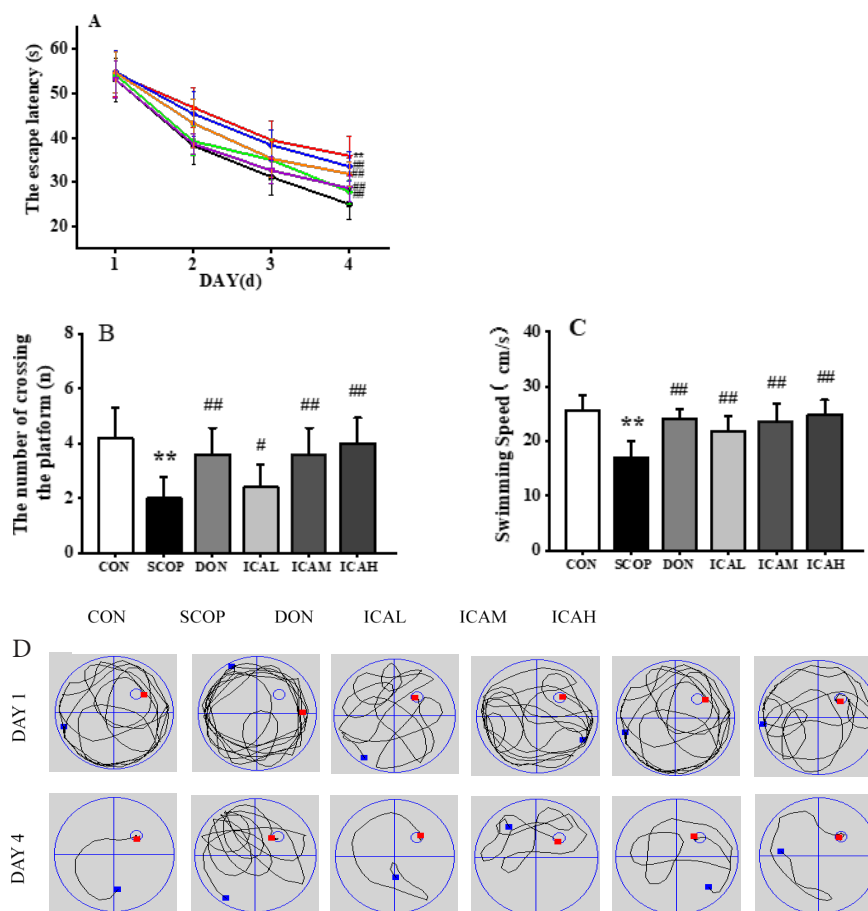 A
The escape latency (s)
60
50
40
30
20
**
##
##
##
##
1 2 3 4
DAY(d)
B
The number of crossing
the platform (n)
8
6
4
2
0
** ## # ## ##
CON SCOP DON ICAL ICAM ICAH
C
Swimming Speed ( cm/s)
40
30
20
10
0
** ## ## ## ##
CON SCOP DON ICAL ICAM ICAH
CON SCOP DON ICAL ICAM ICAH
D
DAY 1
DAY 4